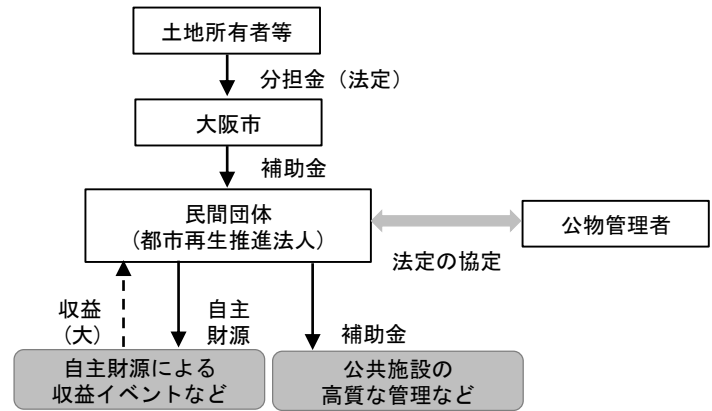 土地所有者等
分担金（法定）
大阪市
補助金
民間団体
（都市再生推進法人）
公物管理者
法定の協定
収益
（大）
自主
財源
補助金
自主財源による
収益イベントなど
公共施設の
高質な管理など